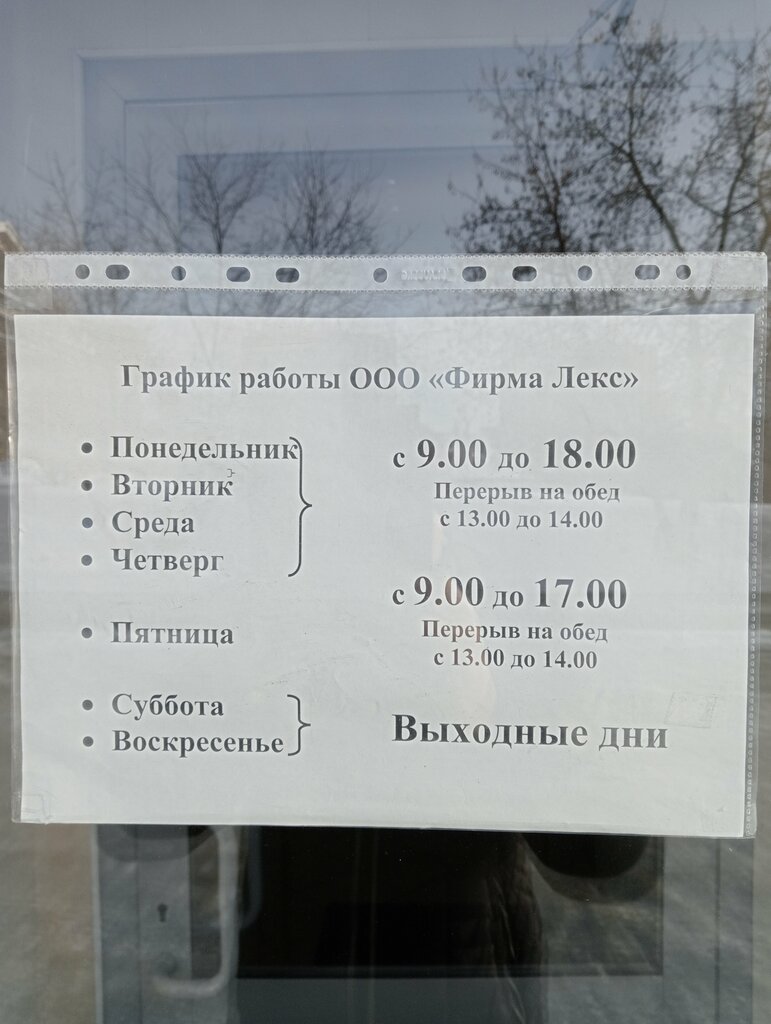 График работы ООО «Фирма Лекс»
• Понедельник
• Вторник
• Среда
• Четверг
с 9.00 до 18.00
Перерыв на обед
с 13.00 до 14.00
• Пятница
с 9.00 до 17.00
Перерыв на обед
с 13.00 до 14.00
• Суббота
• Воскресенье
Выходные дни